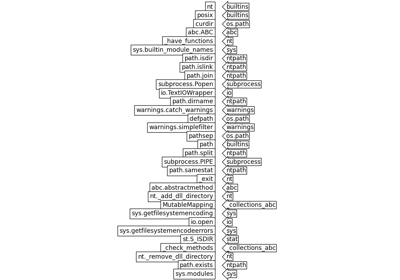 nt builtins
posix builtins
curdir os.path
abc.ABC abc
_have_functions nt
sys.builtin_module_names sys
path.isdir ntpath
path.islink ntpath
path.join ntpath
subprocess.Popen subprocess
io.TextIOWrapper io
path.dirname ntpath
warnings.catch_warnings warnings
defpath os.path
warnings.simplefilter warnings
pathsep os.path
path builtins
path.split ntpath
subprocess.PIPE subprocess
path.samestat ntpath
_exit nt
abc.abstractmethod abc
nt._add_dll_directory nt
MutableMapping _collections_abc
sys.getfilesystemencoding sys
io.open io
sys.getfilesystemencodeerrors sys
st.S_ISDIR stat
_check_methods _collections_abc
nt._remove_dll_directory nt
path.exists ntpath
sys.modules sys